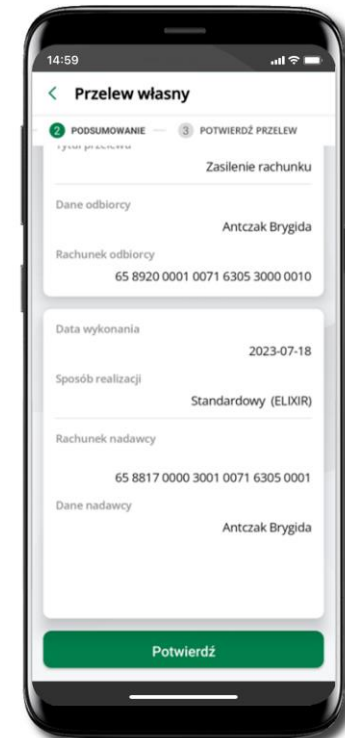 14:59
Przelew własny
2 PODSUMOWANIE 3 POTWIERDŹ PRZELEW
Tytuł przelewu
Zasilenie rachunku
Dane odbiorcy
Antczak Brygida
Rachunek odbiorcy
65 8920 0001 0071 6305 3000 0010
Data wykonania
2023-07-18
Sposób realizacji
Standardowy (ELIXIR)
Rachunek nadawcy
65 8817 0000 3001 0071 6305 0001
Dane nadawcy
Antczak Brygida
Potwierdź